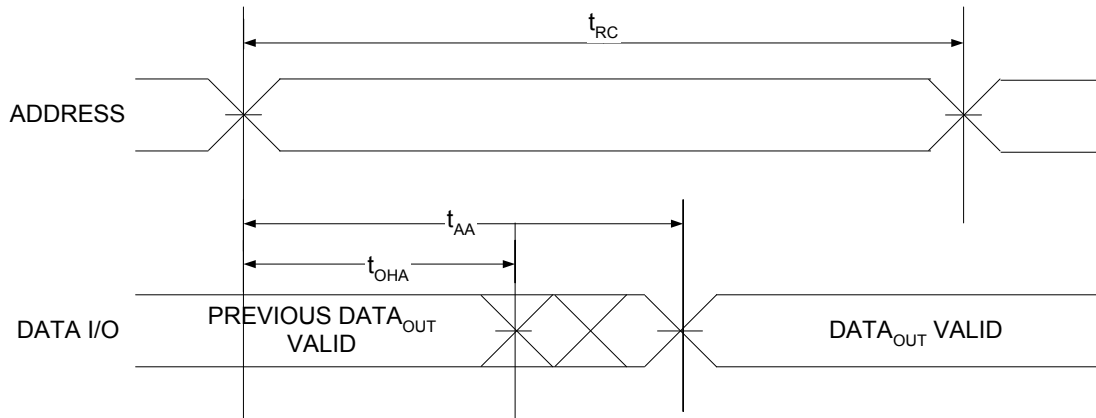 tRC
ADDRESS
tAA
tOHA
DATA I/O
PREVIOUS DATAOUT
VALID
DATAOUT VALID